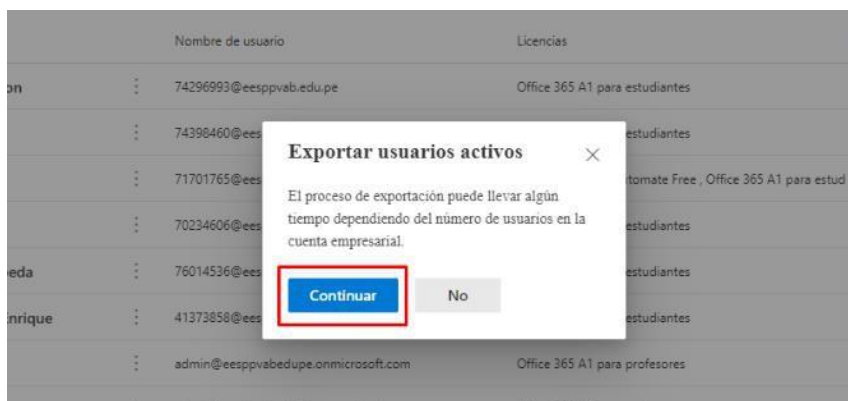 Nombre de usuario Licencias
on 74296993@eesppvab.edu.pe Office 365 A1 para estudiantes
74398460@ees estudiantes
Exportar usuarios activos
71701765@ees tomate Free , Office 365 A1 para estud
El proceso de exportación puede llevar algún
tiempo dependiendo del número de usuarios en la
cuenta empresarial.
70234606@ees estudiantes
eda 76014536@ees estudiantes
Continuar No
nrique 41373858@ees estudiantes
admin@eesppvabedupe.onmicrosoft.com Office 365 A1 para profesores